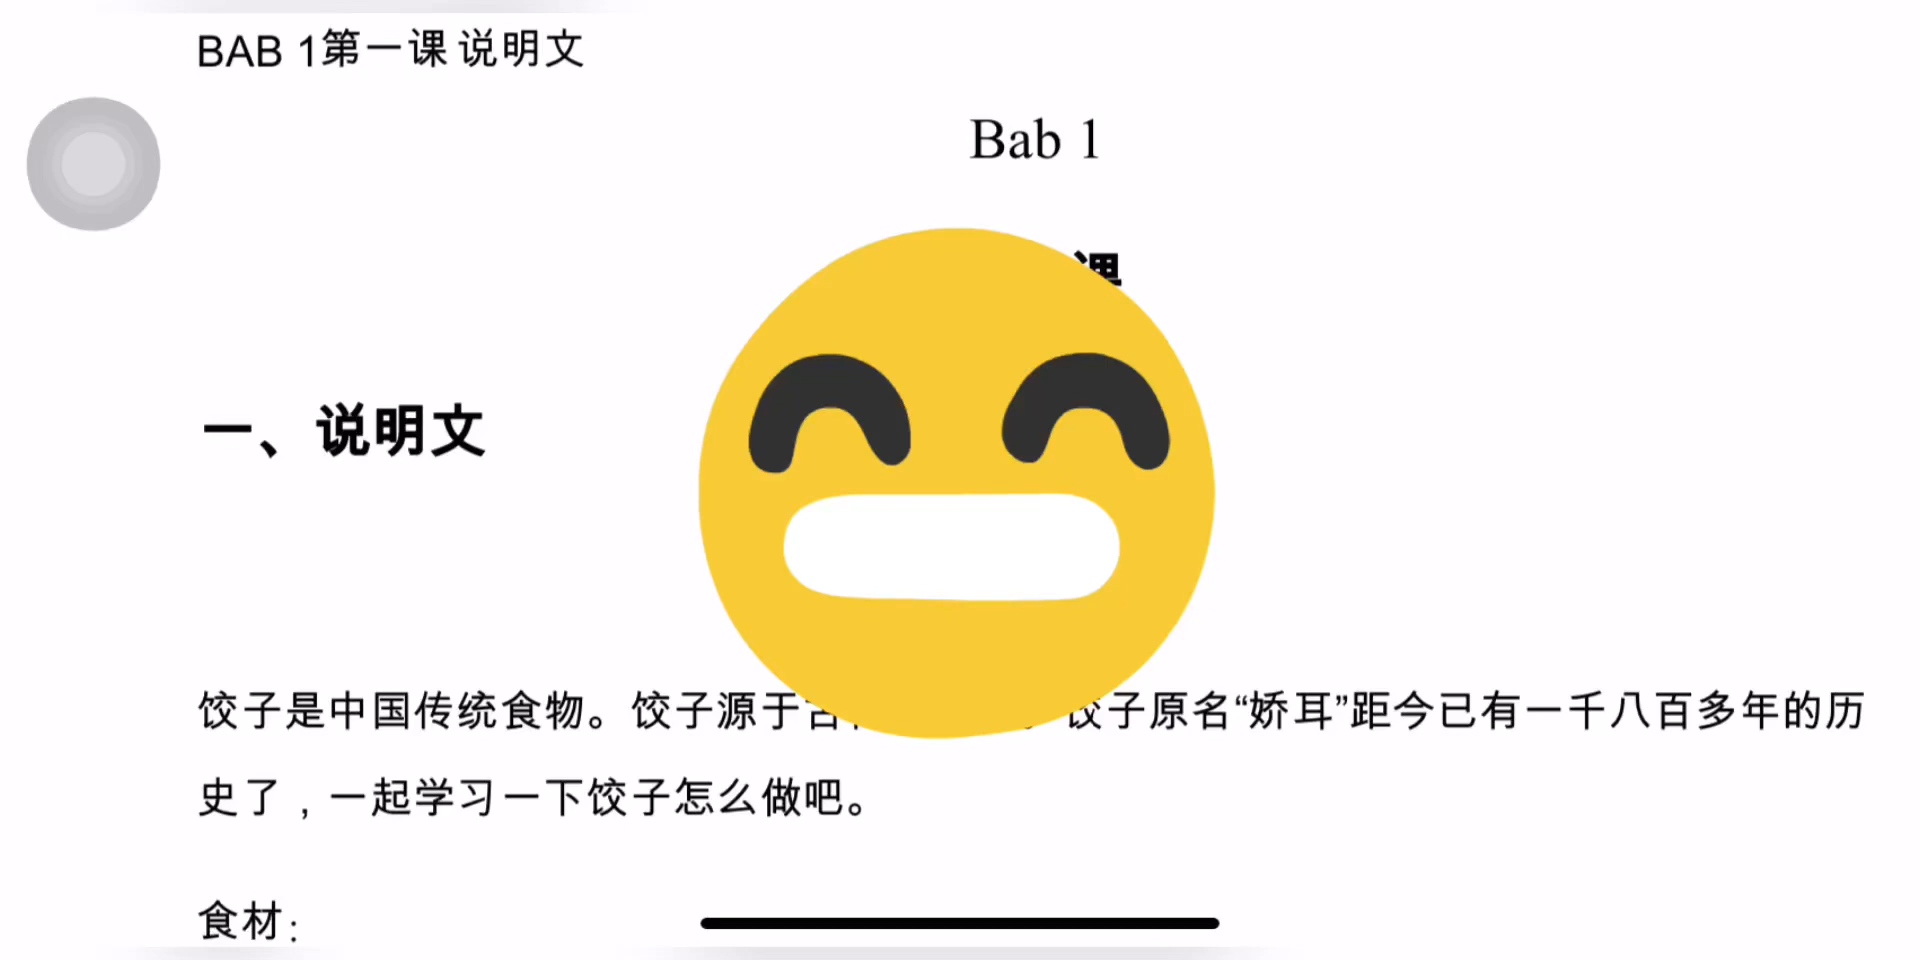 BAB 1第一课 说明文
Bab 1
课
一、说明文
饺子是中国传统食物。饺子源于古 饺子原名“娇耳”距今已有一千八百多年的历
史了，一起学习一下饺子怎么做吧。
食材：